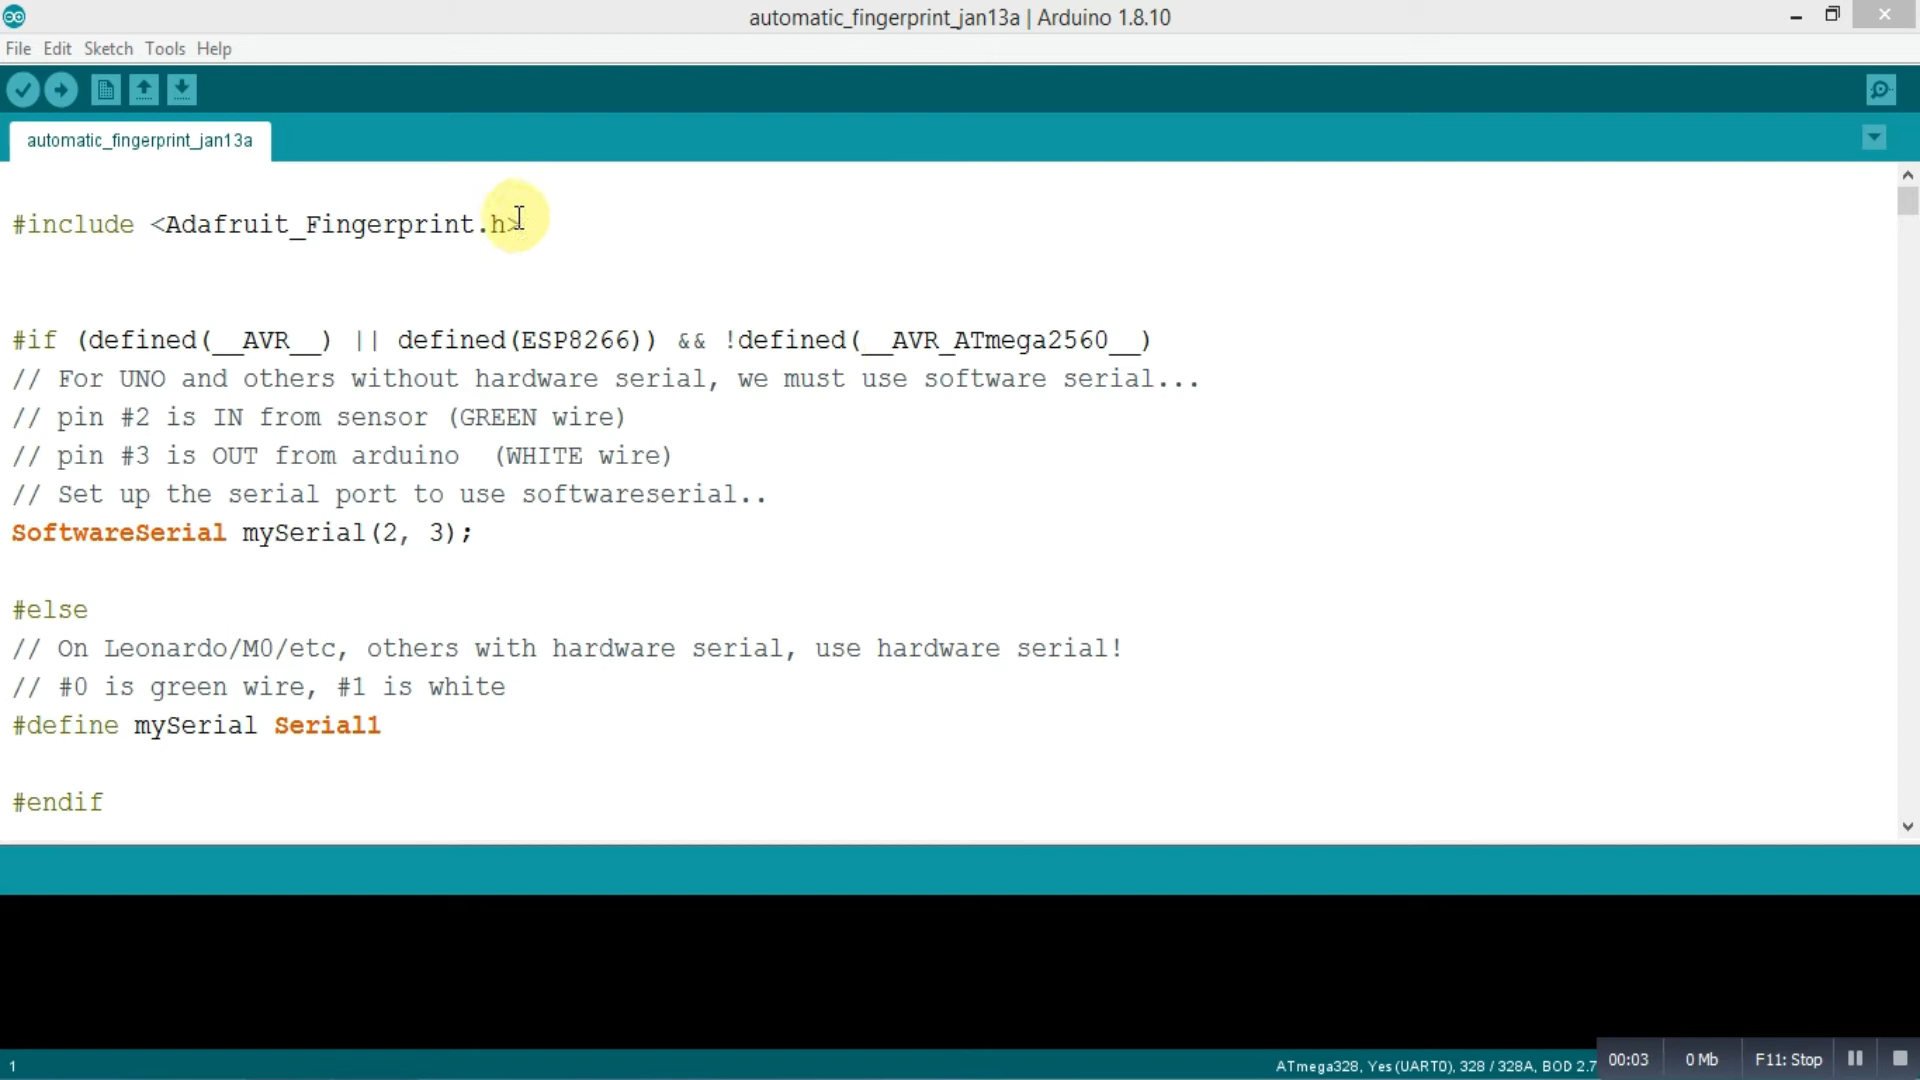 automatic_fingerprint_jan13a | Arduino 1.8.10
File Edit Sketch Tools Help
automatic_fingerprint_jan13a
#include <Adafruit_Fingerprint.h>
#if (defined(__AVR__) || defined(ESP8266)) && !defined(__AVR_ATmega2560__)
// For UNO and others without hardware serial, we must use software serial...
// pin #2 is IN from sensor (GREEN wire)
// pin #3 is OUT from arduino  (WHITE wire)
// Set up the serial port to use softwareserial..
SoftwareSerial mySerial(2, 3);
#else
// On Leonardo/M0/etc, others with hardware serial, use hardware serial!
// #0 is green wire, #1 is white
#define mySerial Serial1
#endif
1 ATmega328, Yes (UART0), 328 / 328A, BOD 2.7 00:03 0 Mb F11: Stop